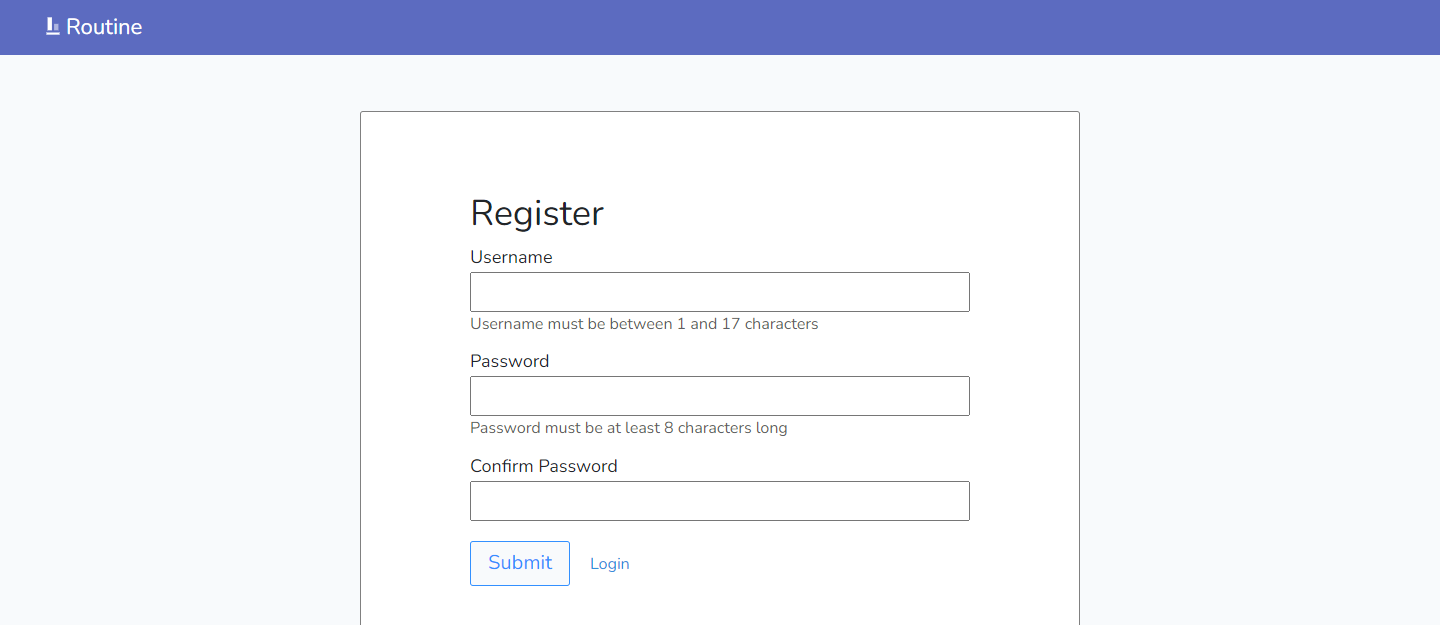 Routine
Register
Username
Username must be between 1 and 17 characters
Password
Password must be at least 8 characters long
Confirm Password
Submit Login